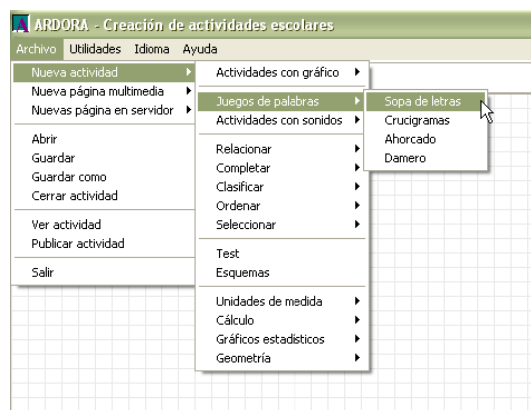 ARDORA - Creación de actividades escolares
Archivo Utilidades Idioma Ayuda
Nueva actividad
Nueva página multimedia
Nuevas página en servidor
Abrir
Guardar
Guardar como
Cerrar actividad
Ver actividad
Publicar actividad
Salir
Actividades con gráfico
Juegos de palabras
Actividades con sonidos
Relacionar
Completar
Clasificar
Ordenar
Seleccionar
Test
Esquemas
Unidades de medida
Cálculo
Gráficos estadísticos
Geometría
Sopa de letras
Crucigramas
Ahorcado
Damero